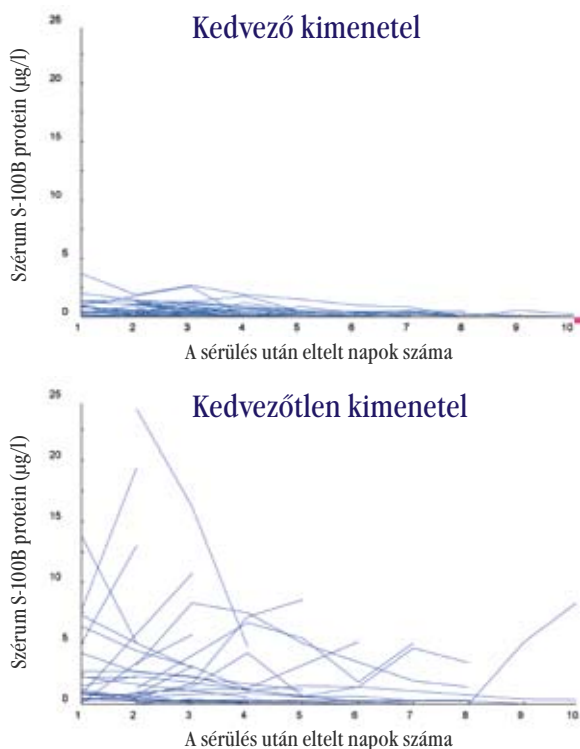 Kedvező kimenetel
Szérum S-100B protein (µg/l)
25
20
15
10
5
0
1 2 3 4 5 6 7 8 9 10
A sérülés után eltelt napok száma
Kedvezőtlen kimenetel
Szérum S-100B protein (µg/l)
25
20
15
10
5
0
1 2 3 4 5 6 7 8 9 10
A sérülés után eltelt napok száma